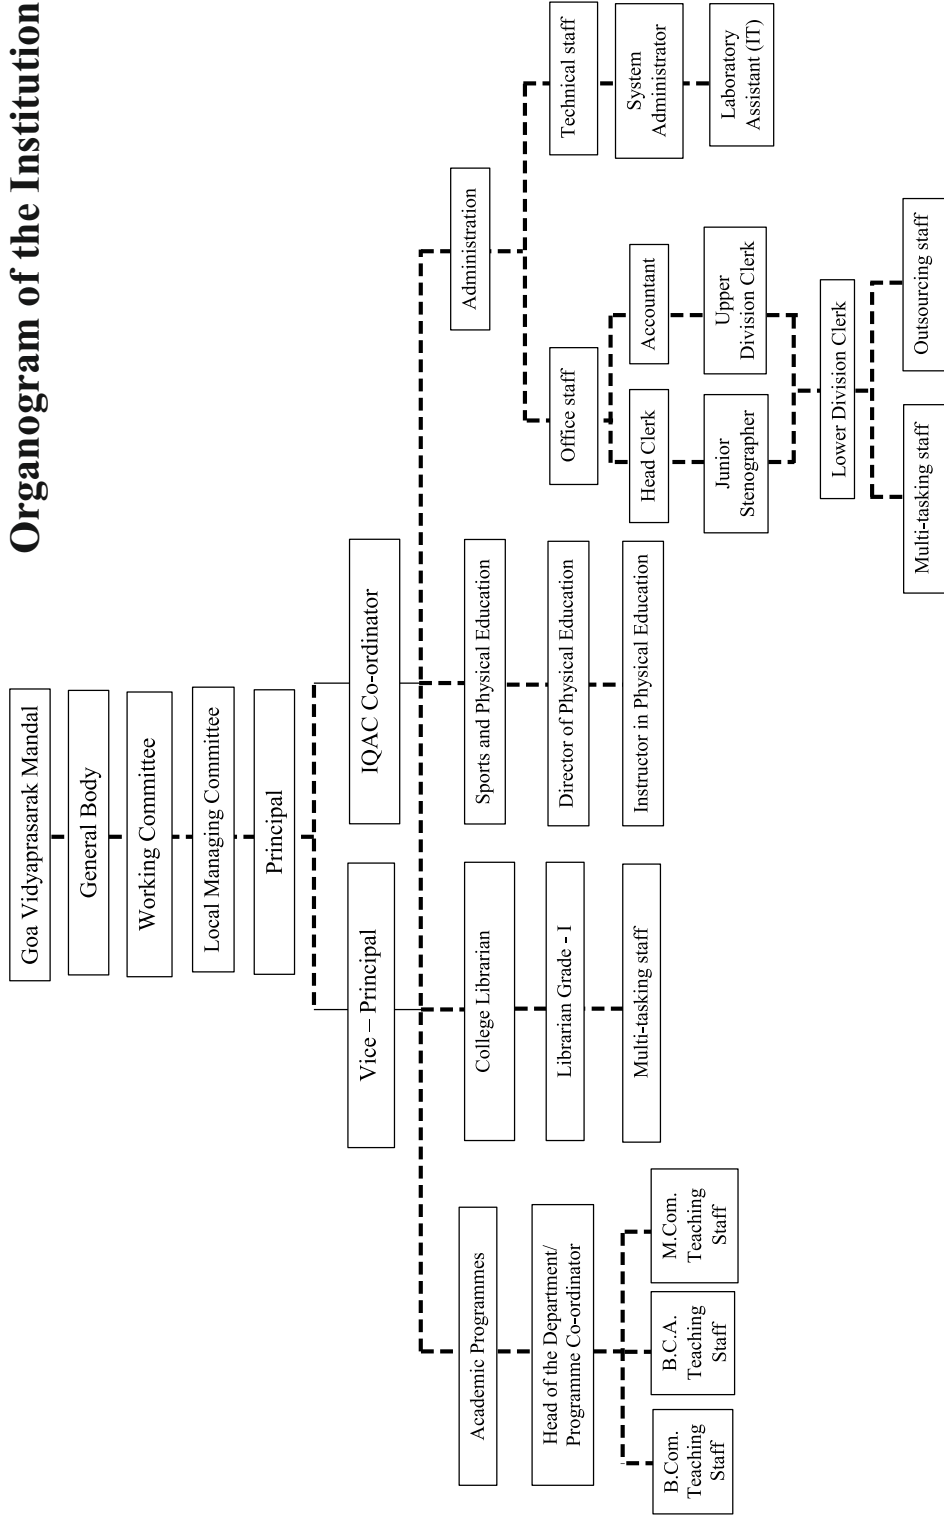 Organogram of the Institution
Goa Vidyaprasarak Mandal
General Body
Working Committee
Local Managing Committee
Principal
Vice – Principal
IQAC Co-ordinator
Academic Programmes
College Librarian
Sports and Physical Education
Administration
Head of the Department/
Programme Co-ordinator
Librarian Grade - I
Director of Physical Education
Office staff
Technical staff
B.Com.
Teaching
Staff
B.C.A.
Teaching
Staff
M.Com.
Teaching
Staff
Multi-tasking staff
Instructor in Physical Education
Head Clerk
Accountant
System
Administrator
Junior
Stenographer
Upper
Division Clerk
Laboratory
Assistant (IT)
Lower Division Clerk
Multi-tasking staff
Outsourcing staff